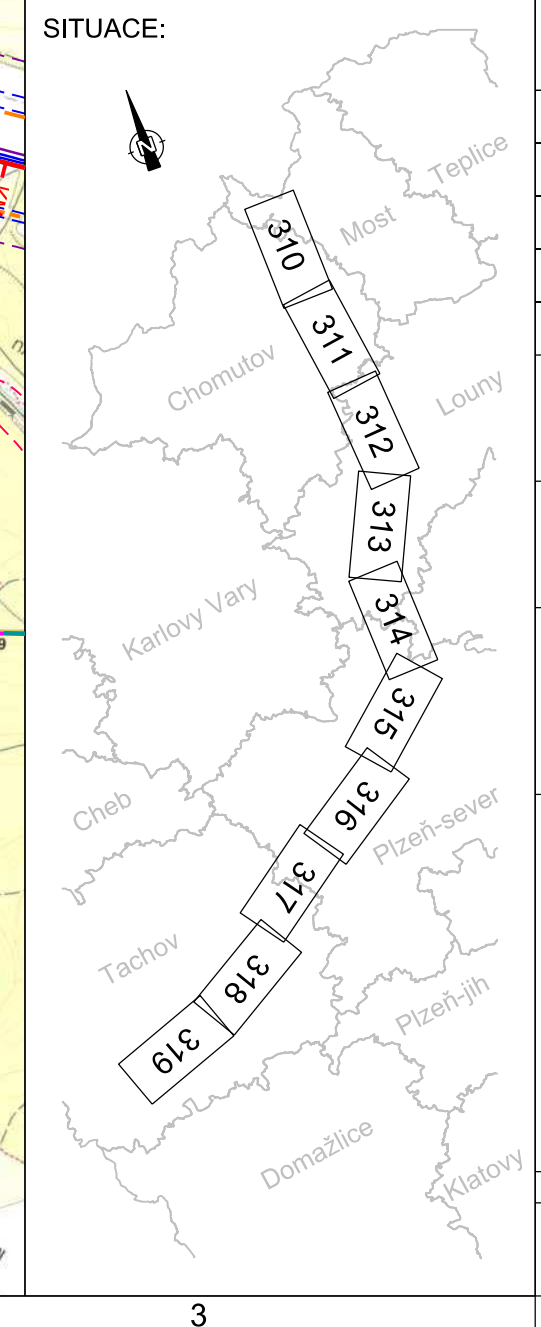 SITUACE:
N
Teplice
Most
310
311
Chomutov
Louny
312
313
Karlovy Vary
314
315
Cheb
316
Plzeň-sever
317
Tachov
318
Plzeň-jih
319
Domažlice
Klatovy
9
3